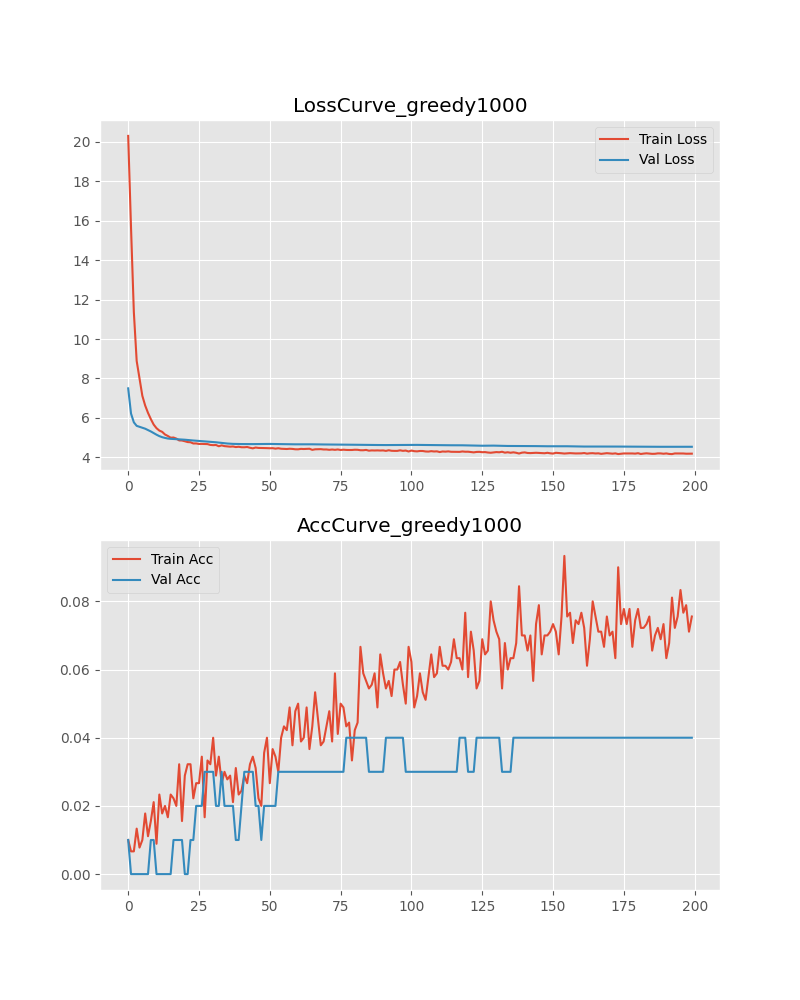 LossCurve_greedy1000
20
18
16
14
12
10
8
6
4
Train Loss
Val Loss
0 25 50 75 100 125 150 175 200
AccCurve_greedy1000
Train Acc
Val Acc
0.08
0.06
0.04
0.02
0.00
0 25 50 75 100 125 150 175 200